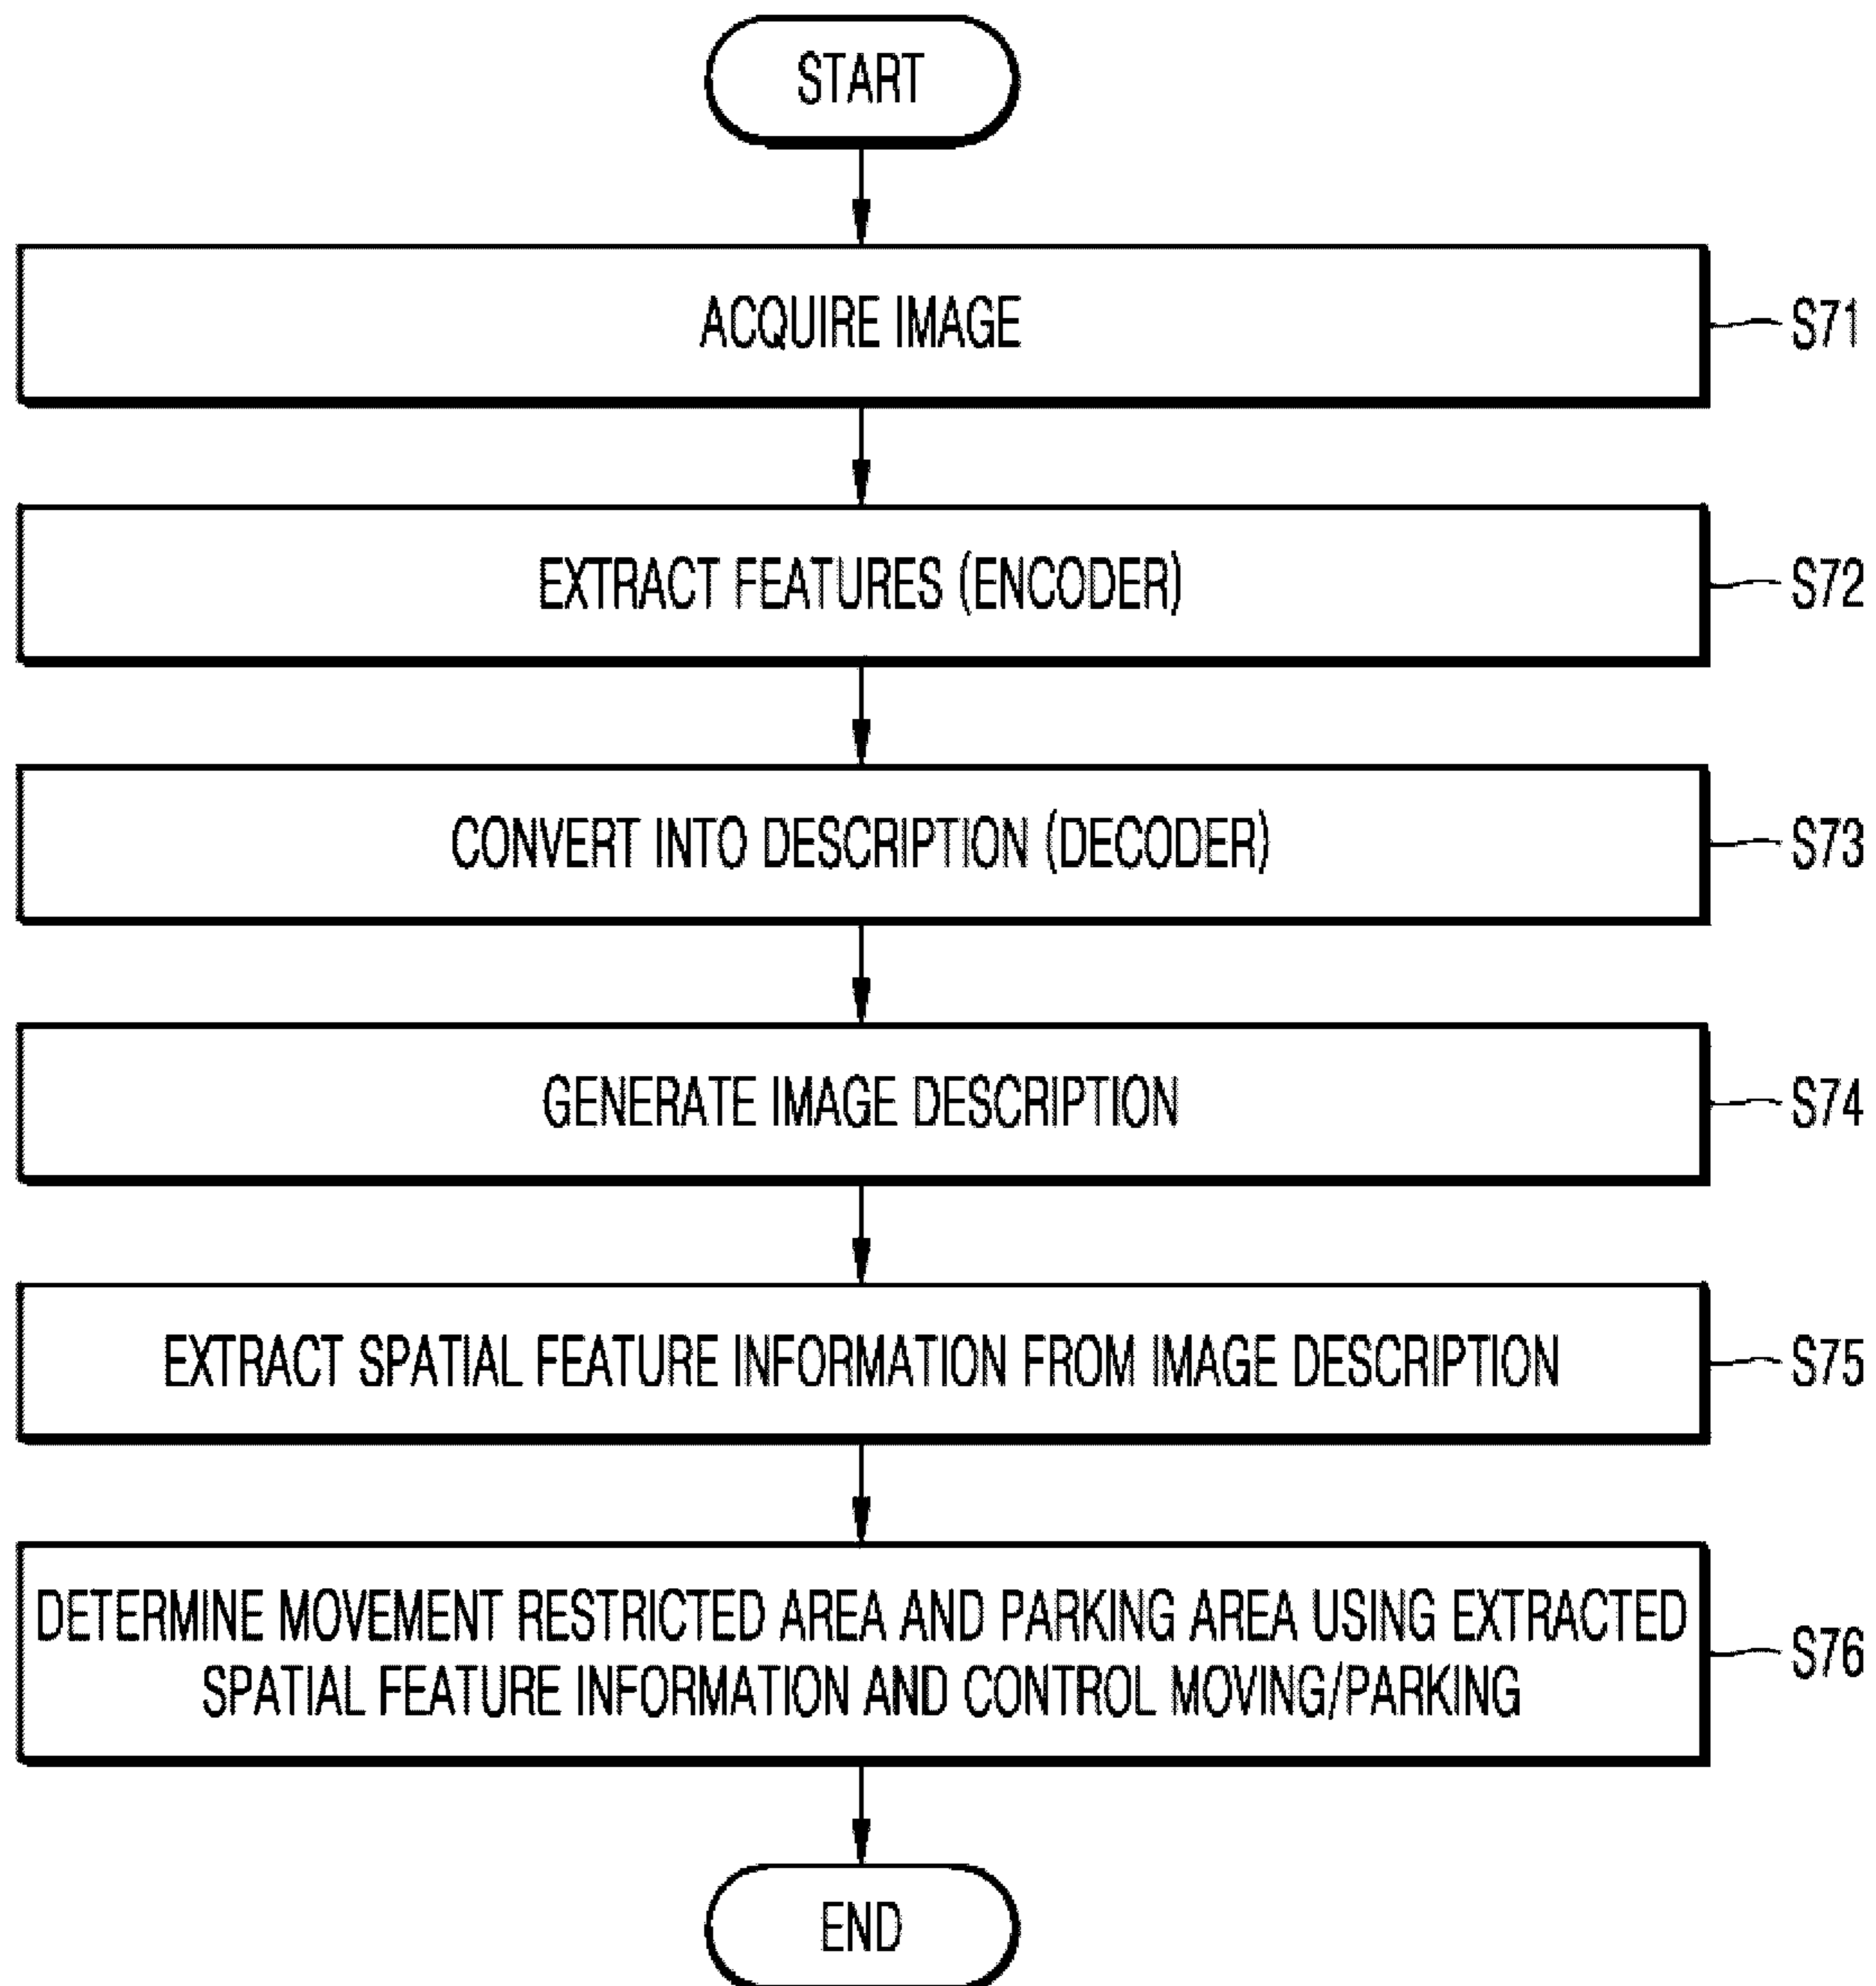 START
ACQUIRE IMAGE
S71
EXTRACT FEATURES (ENCODER)
S72
CONVERT INTO DESCRIPTION (DECODER)
S73
GENERATE IMAGE DESCRIPTION
S74
EXTRACT SPATIAL FEATURE INFORMATION FROM IMAGE DESCRIPTION
S75
DETERMINE MOVEMENT RESTRICTED AREA AND PARKING AREA USING EXTRACTED
SPATIAL FEATURE INFORMATION AND CONTROL MOVING/PARKING
S76
END